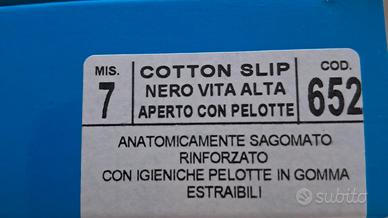 MIS.
7
COTTON SLIP
NERO VITA ALTA
APERTO CON PELOTTE
COD.
652
ANATOMICAMENTE SAGOMATO
RINFORZATO
CON IGIENICHE PELOTTE IN GOMMA
ESTRAIBILI
subito